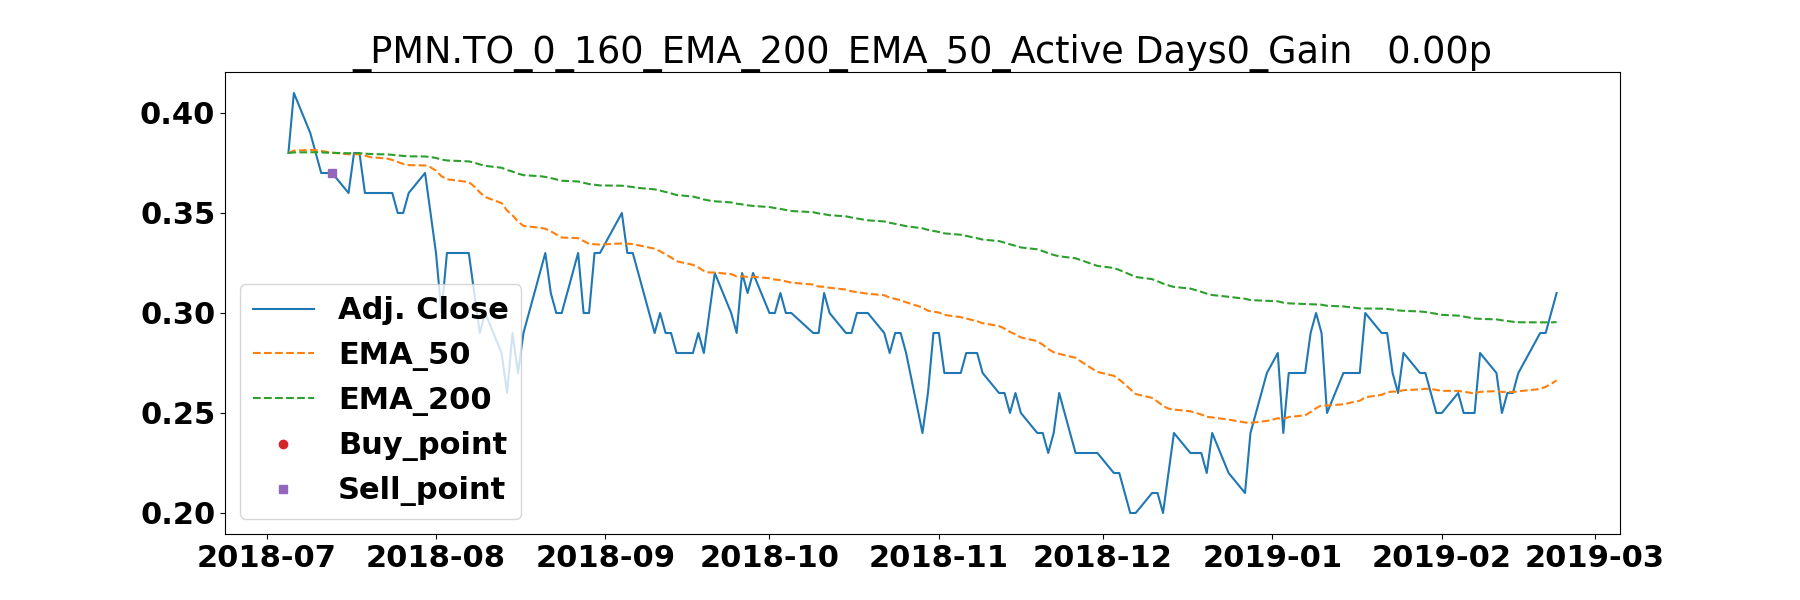 _PMN.TO_0_160_EMA_200_EMA_50_Active Days0_Gain   0.00p
0.40
0.35
0.30
0.25
0.20
Adj. Close
EMA_50
EMA_200
Buy_point
Sell_point
2018-07 2018-08 2018-09 2018-10 2018-11 2018-12 2019-01 2019-02 2019-03